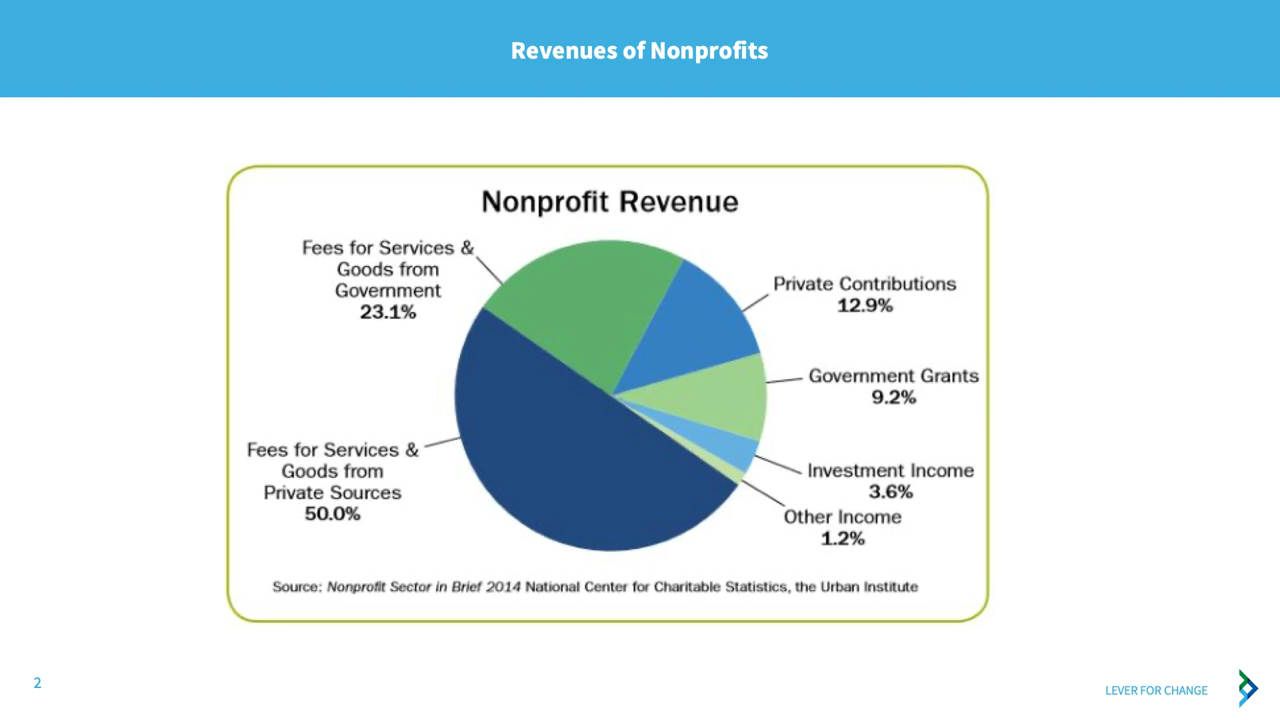 Revenues of Nonprofits
Nonprofit Revenue
Fees for Services &
Goods from
Government
23.1%
Private Contributions
12.9%
Government Grants
9.2%
Fees for Services &
Goods from
Private Sources
50.0%
Investment Income
3.6%
Other Income
1.2%
Source: Nonprofit Sector in Brief 2014 National Center for Charitable Statistics, the Urban Institute
2
LEVER FOR CHANGE